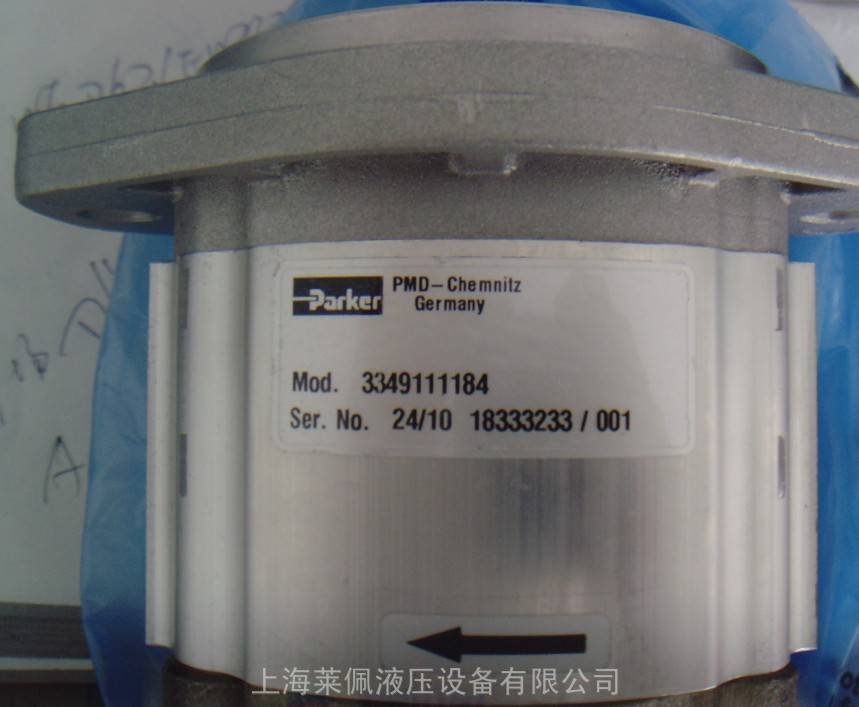 Parker
PMD-Chemnitz
Germany
Mod. 3349111184
Ser. No. 24/10 18333233 / 001
上海莱佩液压设备有限公司